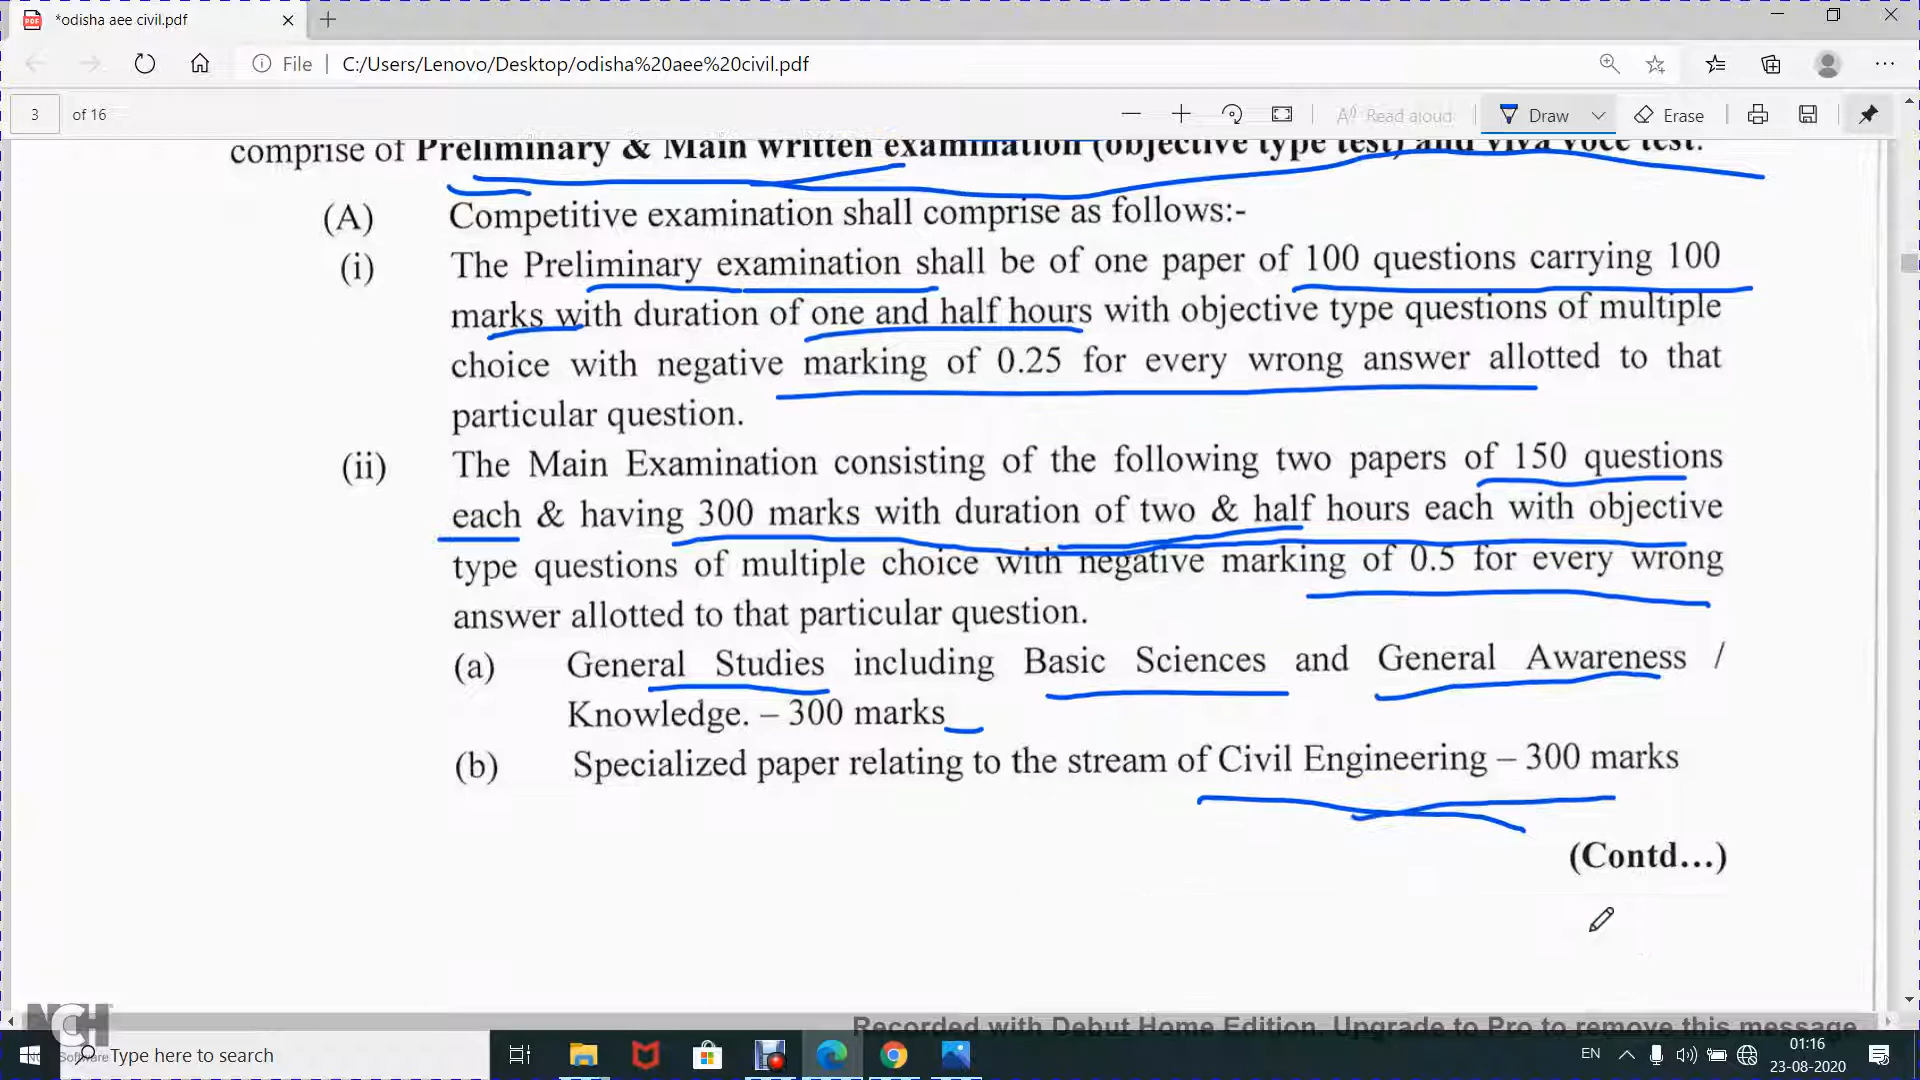 *odisha aee civil.pdf
File C:/Users/Lenovo/Desktop/odisha%20aee%20civil.pdf
3 of 16 Read aloud Draw Erase
comprise of Preliminary & Main written examination (objective type test) and viva voce test.
(A) Competitive examination shall comprise as follows:-
(i) The Preliminary examination shall be of one paper of 100 questions carrying 100
marks with duration of one and half hours with objective type questions of multiple
choice with negative marking of 0.25 for every wrong answer allotted to that
particular question.
(ii) The Main Examination consisting of the following two papers of 150 questions
each & having 300 marks with duration of two & half hours each with objective
type questions of multiple choice with negative marking of 0.5 for every wrong
answer allotted to that particular question.
(a) General Studies including Basic Sciences and General Awareness /
Knowledge. – 300 marks
(b) Specialized paper relating to the stream of Civil Engineering – 300 marks
(Contd...)
NCH
Recorded with Debut Home Edition. Upgrade to Pro to remove this message
Software
Type here to search
EN
01:16
23-08-2020